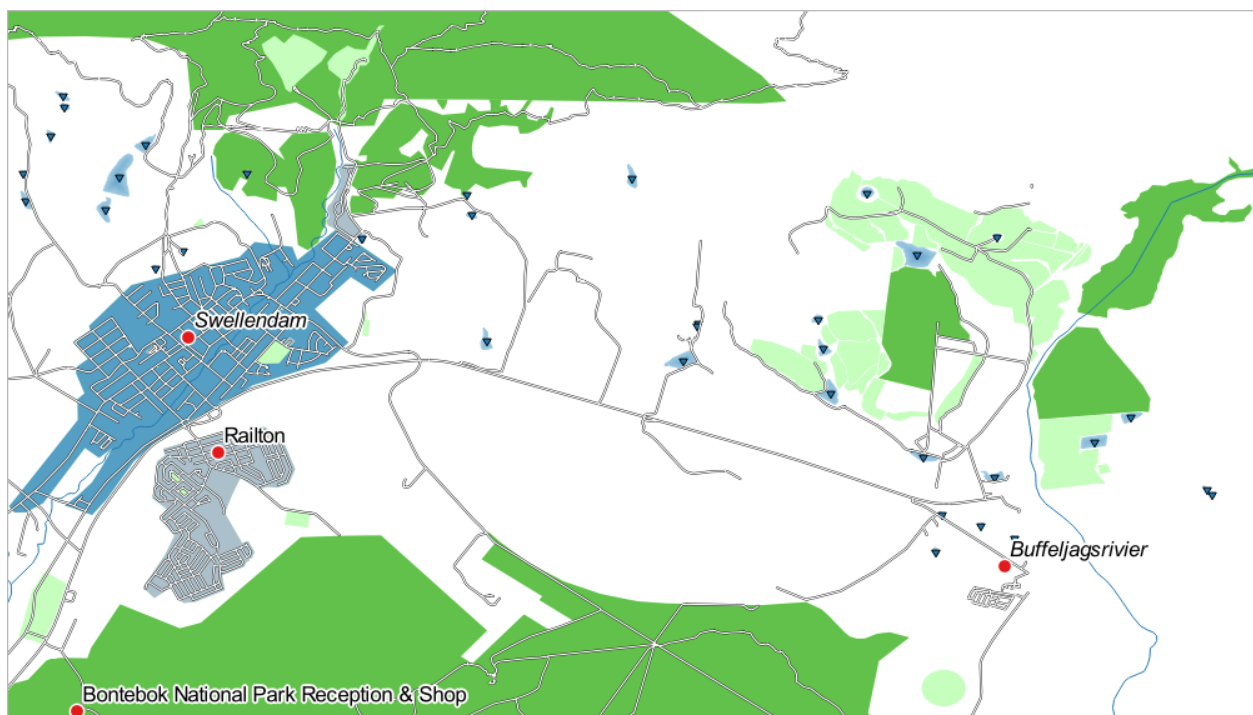 Swellendam
Railton
Buffeljagsrivier
Bontebok National Park Reception & Shop